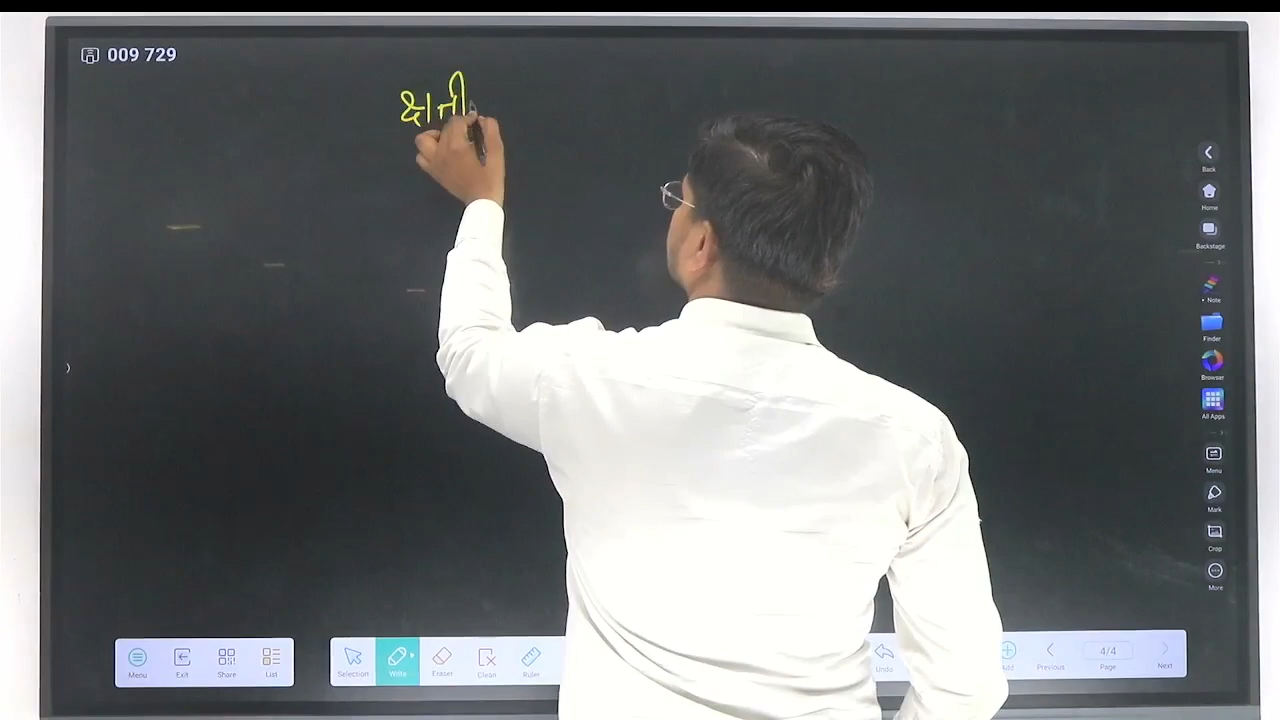 009 729
क्षाती
Back
Home
Backstage
Note
Finder
Browser
All Apps
Menu
Mark
Crop
More
Menu
Exit
Share
List
Selection
Write
Eraser
Clean
Ruler
Undo
Previous
4/4
Page
Next